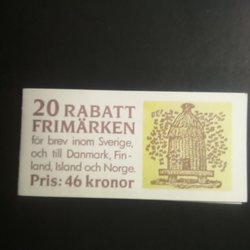 20 RABATT
FRIMÄRKEN
för brev inom Sverige,
och till Danmark, Fin-
land, Island och Norge.
Pris: 46 kronor